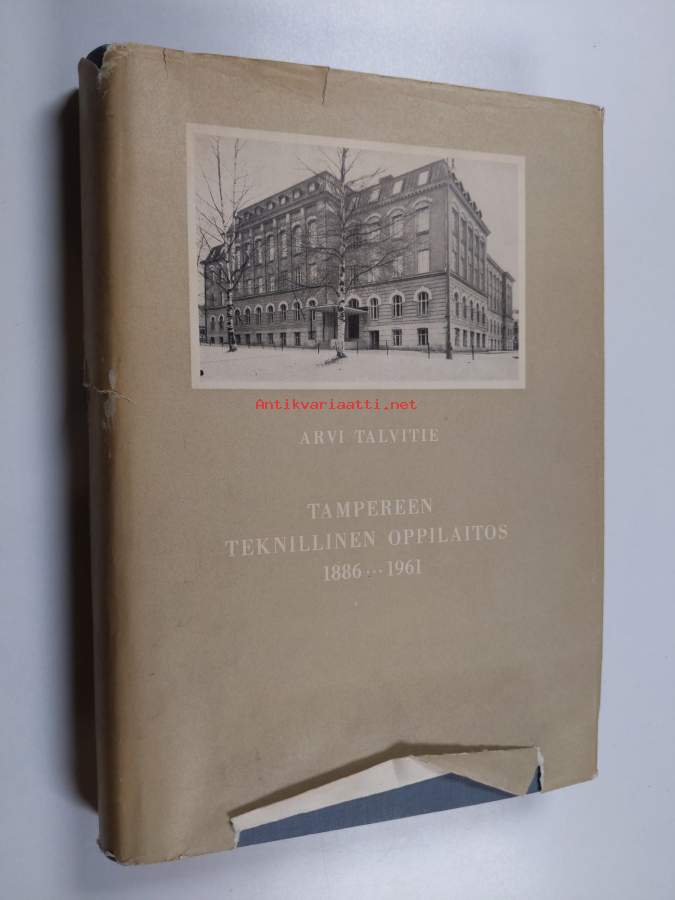 Antikvariaatti.net
ARVI TALVITIE
TAMPEREEN
TEKNILLINEN OPPILAITOS
1886 ··· 1961